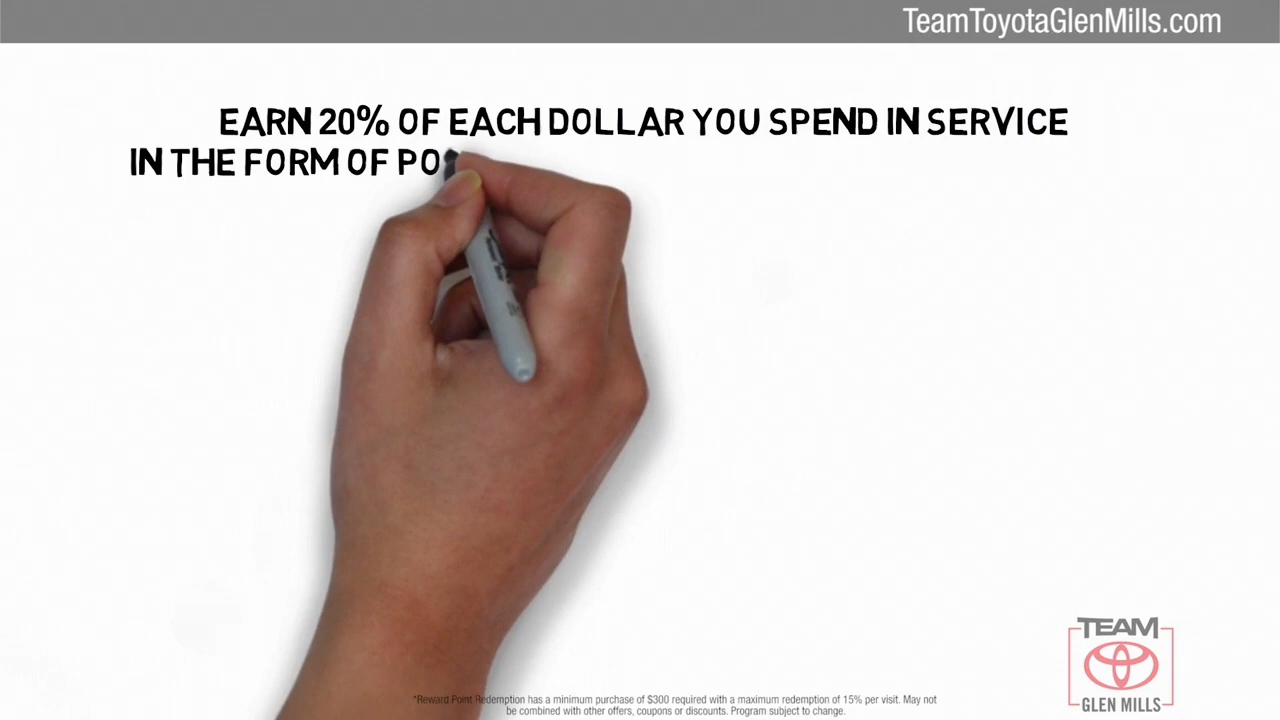 TeamToyotaGlenMills.com
EARN 20% OF EACH DOLLAR YOU SPEND IN SERVICE
IN THE FORM OF PO
*Reward Point Redemption has a minimum purchase of $300 required with a maximum redemption of 15% per visit. May not
be combined with other offers, coupons or discounts. Program subject to change.
TEAM
GLEN MILLS